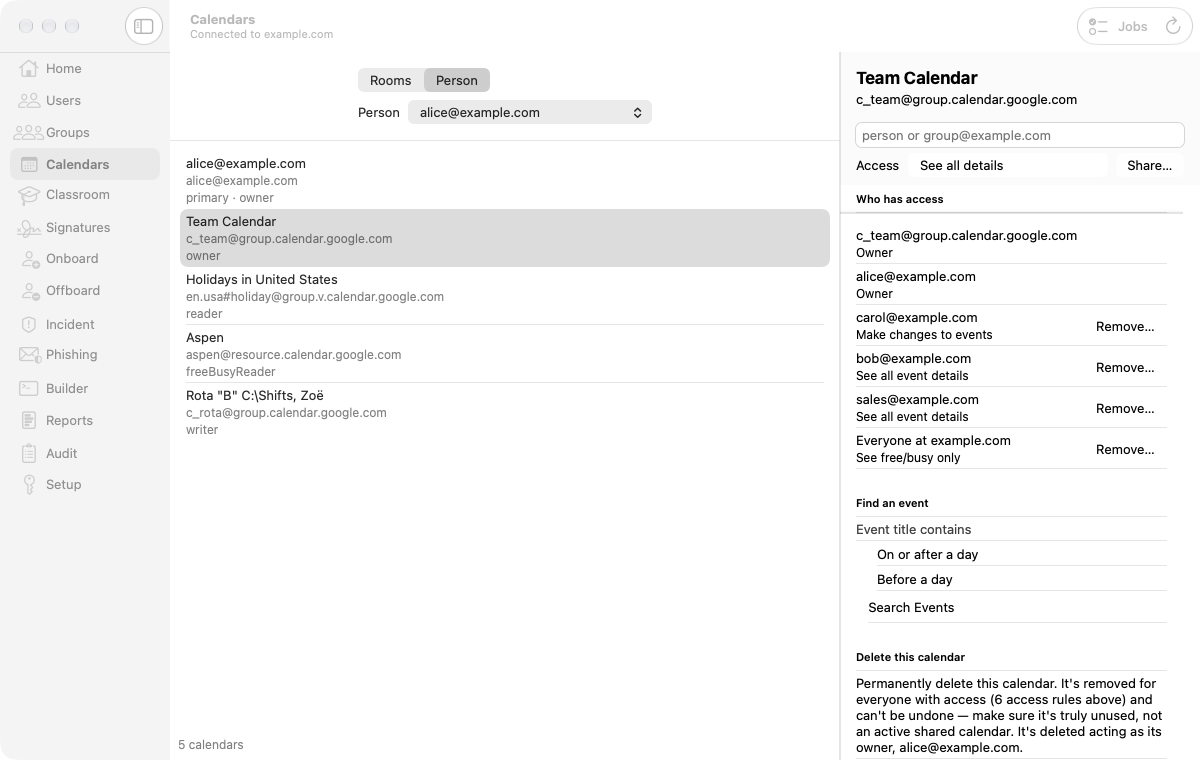 Calendars
Connected to example.com
Jobs
Home
Users
Groups
Calendars
Classroom
Signatures
Onboard
Offboard
Incident
Phishing
Builder
Reports
Audit
Setup
Rooms
Person
Person
alice@example.com
alice@example.com
alice@example.com
primary · owner
Team Calendar
c_team@group.calendar.google.com
owner
Holidays in United States
en.usa#holiday@group.v.calendar.google.com
reader
Aspen
aspen@resource.calendar.google.com
freeBusyReader
Rota "B" C:\Shifts, Zoë
c_rota@group.calendar.google.com
writer
5 calendars
Team Calendar
c_team@group.calendar.google.com
person or group@example.com
Access
See all details
Share...
Who has access
c_team@group.calendar.google.com
Owner
alice@example.com
Owner
carol@example.com
Make changes to events
Remove...
bob@example.com
See all event details
Remove...
sales@example.com
See all event details
Remove...
Everyone at example.com
See free/busy only
Remove...
Find an event
Event title contains
On or after a day
Before a day
Search Events
Delete this calendar
Permanently delete this calendar. It's removed for
everyone with access (6 access rules above) and
can't be undone — make sure it's truly unused, not
an active shared calendar. It's deleted acting as its
owner, alice@example.com.